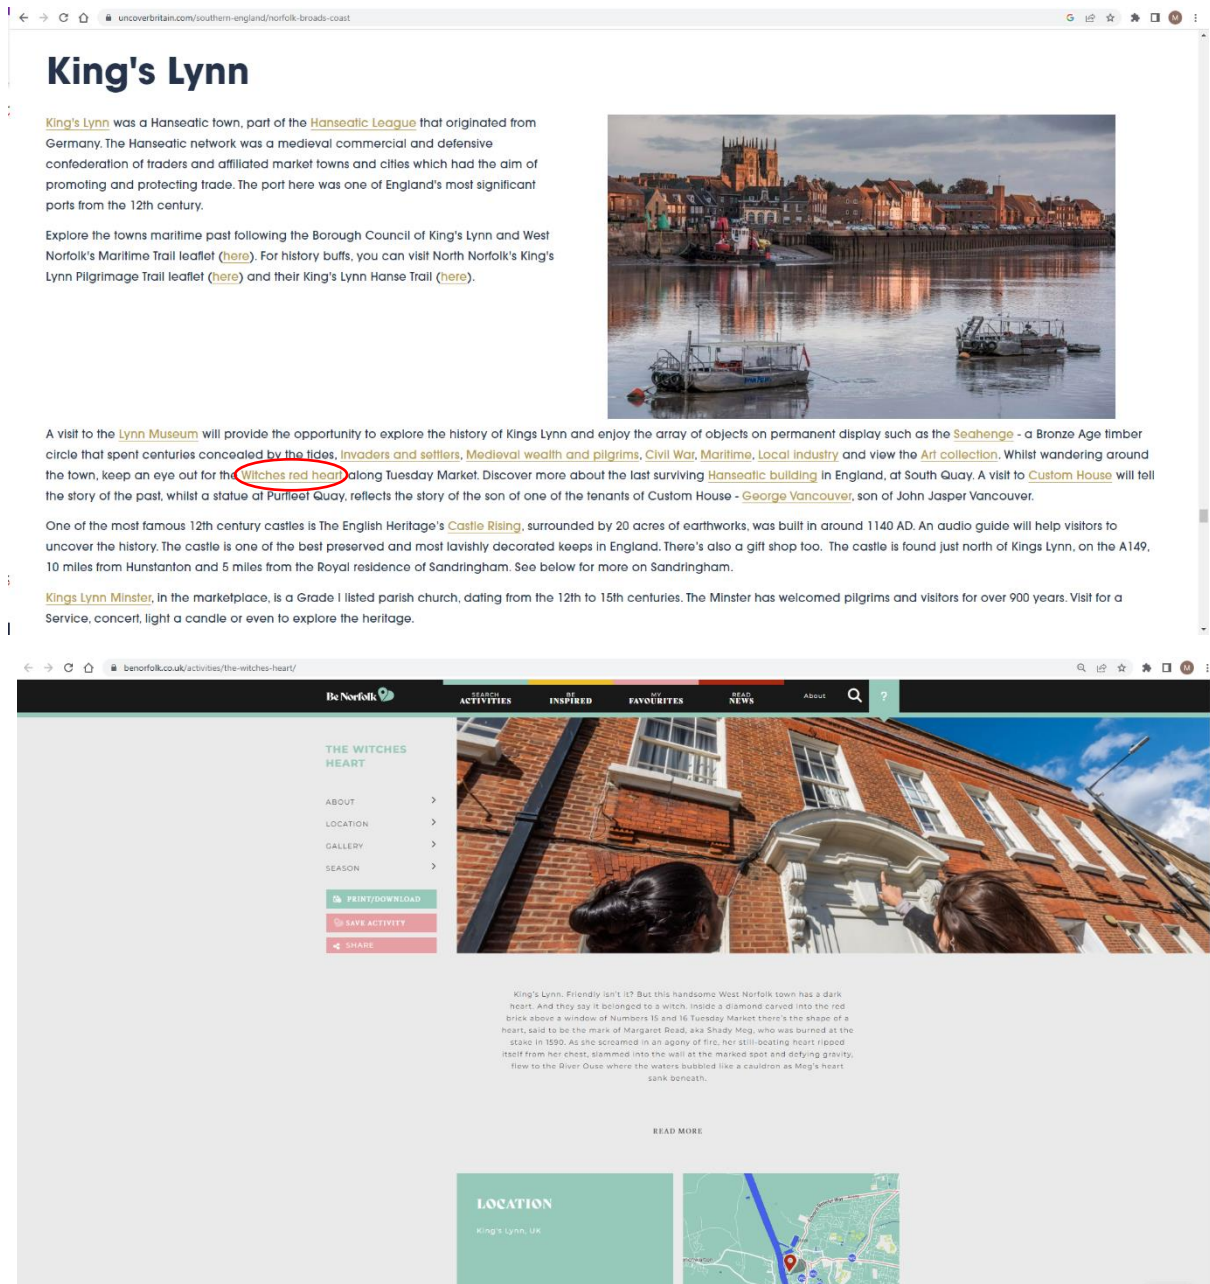 uncoverbritain.com/southern-england/norfolk-broads-coast
King's Lynn
King's Lynn was a Hanseatic town, part of the Hanseatic League that originated from
Germany. The Hanseatic network was a medieval commercial and defensive
confederation of traders and affiliated market towns and cities which had the aim of
promoting and protecting trade. The port here was one of England's most significant
ports from the 12th century.
Explore the towns maritime past following the Borough Council of King's Lynn and West
Norfolk's Maritime Trail leaflet (here). For history buffs, you can visit North Norfolk's King's
Lynn Pilgrimage Trail leaflet (here) and their King's Lynn Hanse Trail (here).
A visit to the Lynn Museum will provide the opportunity to explore the history of Kings Lynn and enjoy the array of objects on permanent display such as the Seahenge - a Bronze Age timber
circle that spent centuries concealed by the tides, Invaders and settlers, Medieval wealth and pilgrims, Civil War, Maritime, Local industry and view the Art collection. Whilst wandering around
the town, keep an eye out for the Witches red heart along Tuesday Market. Discover more about the last surviving Hanseatic building in England, at South Quay. A visit to Custom House will tell
the story of the past, whilst a statue at Purfleet Quay, reflects the story of the son of one of the tenants of Custom House - George Vancouver, son of John Jasper Vancouver.
One of the most famous 12th century castles is The English Heritage's Castle Rising, surrounded by 20 acres of earthworks, was built in around 1140 AD. An audio guide will help visitors to
uncover the history. The castle is one of the best preserved and most lavishly decorated keeps in England. There's also a gift shop too. The castle is found just north of Kings Lynn, on the A149,
10 miles from Hunstanton and 5 miles from the Royal residence of Sandringham. See below for more on Sandringham.
Kings Lynn Minster, in the marketplace, is a Grade I listed parish church, dating from the 12th to 15th centuries. The Minster has welcomed pilgrims and visitors for over 900 years. Visit for a
Service, concert, light a candle or even to explore the heritage.
benorfolk.co.uk/activities/the-witches-heart/
Be Norfolk
SEARCH ACTIVITIES
BE INSPIRED
MY FAVOURITES
READ NEWS
About
?
THE WITCHES
HEART
ABOUT
LOCATION
GALLERY
SEASON
PRINT/DOWNLOAD
SAVE ACTIVITY
SHARE
King's Lynn. Friendly isn't it? But this handsome West Norfolk town has a dark
heart. And they say it belonged to a witch. Inside a diamond carved into the red
brick above a window of Numbers 15 and 16 Tuesday Market there's the shape of a
heart, said to be the mark of Margaret Read, aka Shady Meg, who was burned at the
stake in 1590. As she screamed in an agony of fire, her still-beating heart ripped
itself from her chest, slammed into the wall at the marked spot and defying gravity,
flew to the River Ouse where the waters bubbled like a cauldron as Meg's heart
sank beneath.
READ MORE
LOCATION
King's Lynn, UK